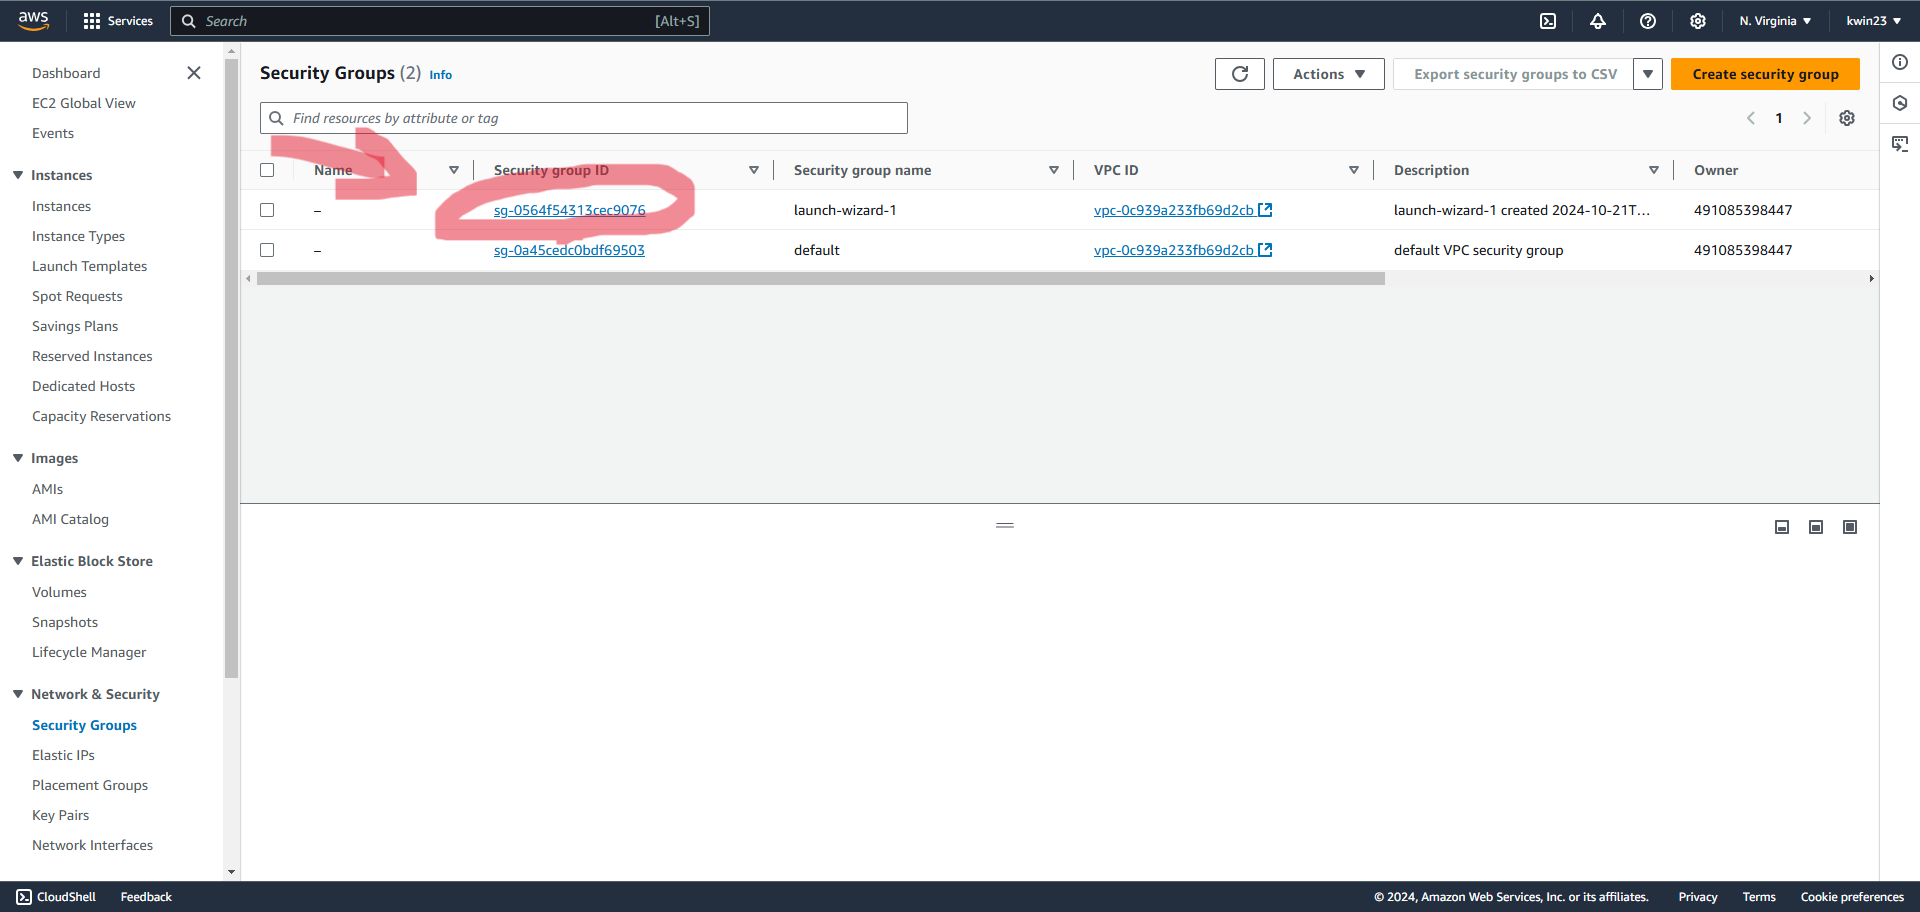 aws Services Search [Alt+S] N. Virginia kwin23
Dashboard
EC2 Global View
Events
Instances
Instances
Instance Types
Launch Templates
Spot Requests
Savings Plans
Reserved Instances
Dedicated Hosts
Capacity Reservations
Images
AMIs
AMI Catalog
Elastic Block Store
Volumes
Snapshots
Lifecycle Manager
Network & Security
Security Groups
Elastic IPs
Placement Groups
Key Pairs
Network Interfaces
Security Groups (2) Info Actions Export security groups to CSV Create security group
Find resources by attribute or tag 1
Name Security group ID Security group name VPC ID Description Owner
– sg-0564f54313cec9076 launch-wizard-1 vpc-0c939a233fb69d2cb launch-wizard-1 created 2024-10-21T... 491085398447
– sg-0a45cedc0bdf69503 default vpc-0c939a233fb69d2cb default VPC security group 491085398447
CloudShell Feedback © 2024, Amazon Web Services, Inc. or its affiliates. Privacy Terms Cookie preferences